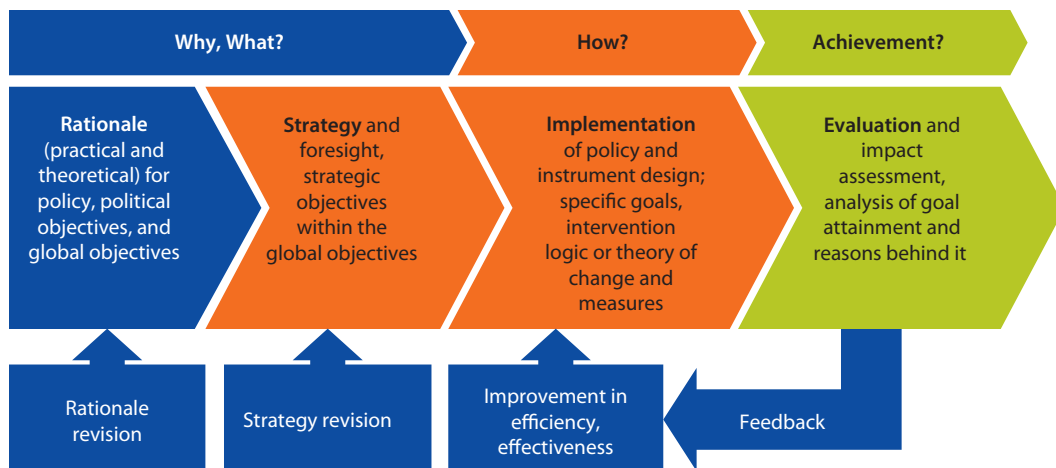 Why, What?
How?
Achievement?
Rationale
(practical and
theoretical) for
policy, political
objectives, and
global objectives
Strategy and
foresight,
strategic
objectives
within the
global objectives
Implementation
of policy and
instrument design;
specific goals,
intervention
logic or theory of
change and
measures
Evaluation and
impact
assessment,
analysis of goal
attainment and
reasons behind it
Rationale
revision
Strategy revision
Improvement in
efficiency,
effectiveness
Feedback